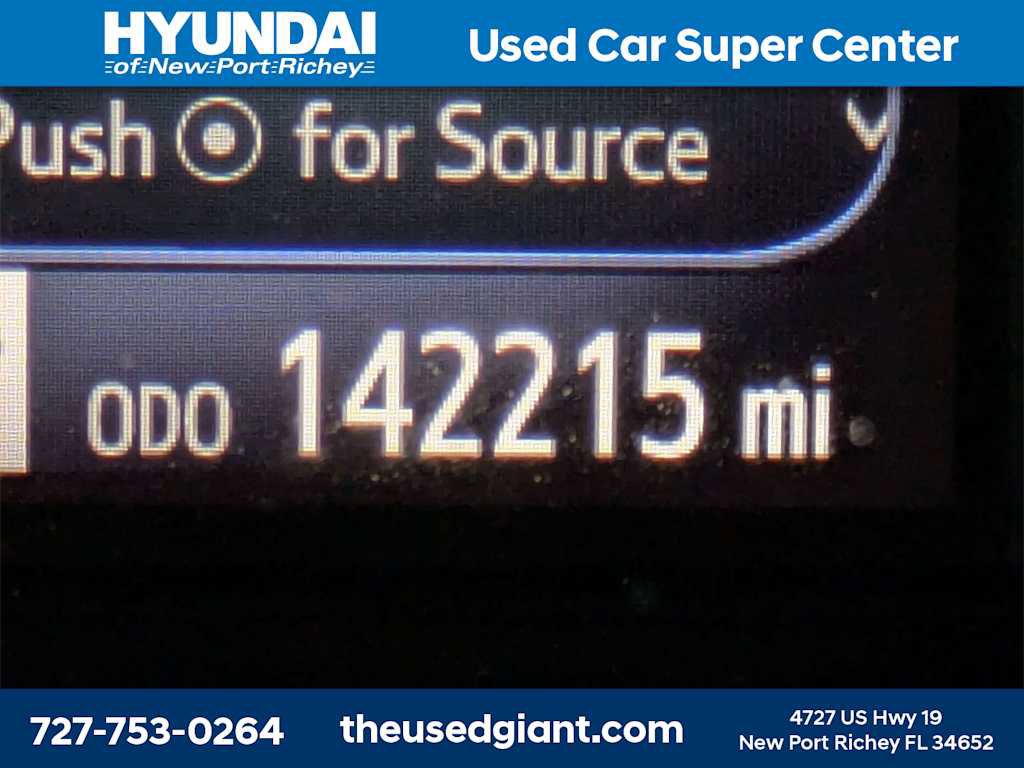 HYUNDAI
of New Port Richey
Used Car Super Center
Push for Source
ODO 142215 mi
727-753-0264
theusedgiant.com
4727 US Hwy 19
New Port Richey FL 34652